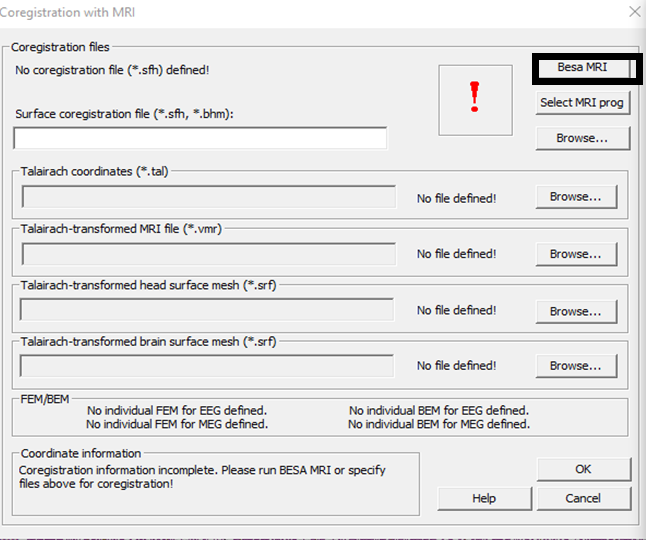 Coregistration with MRI
Coregistration files
No coregistration file (*.sfh) defined!
Besa MRI
!
Select MRI prog
Surface coregistration file (*.sfh, *.bhm):
Browse...
Talairach coordinates (*.tal)
No file defined!
Browse...
Talairach-transformed MRI file (*.vmr)
No file defined!
Browse...
Talairach-transformed head surface mesh (*.srf)
No file defined!
Browse...
Talairach-transformed brain surface mesh (*.srf)
No file defined!
Browse...
FEM/BEM
No individual FEM for EEG defined.
No individual BEM for EEG defined.
No individual FEM for MEG defined.
No individual BEM for MEG defined.
Coordinate information
Coregistration information incomplete. Please run BESA MRI or specify
files above for coregistration!
OK
Help
Cancel